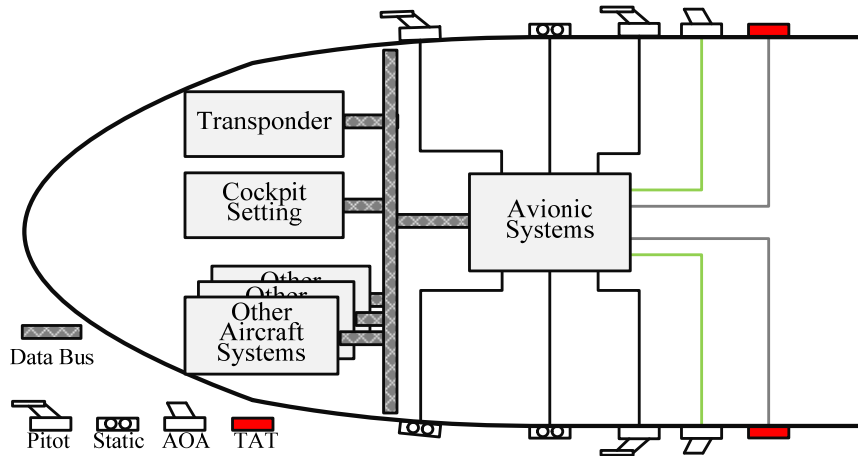 Transponder
Cockpit
Setting
Avionic
Systems
Other
Other
Other
Aircraft
Systems
Data Bus
Pitot
Static
AOA
TAT